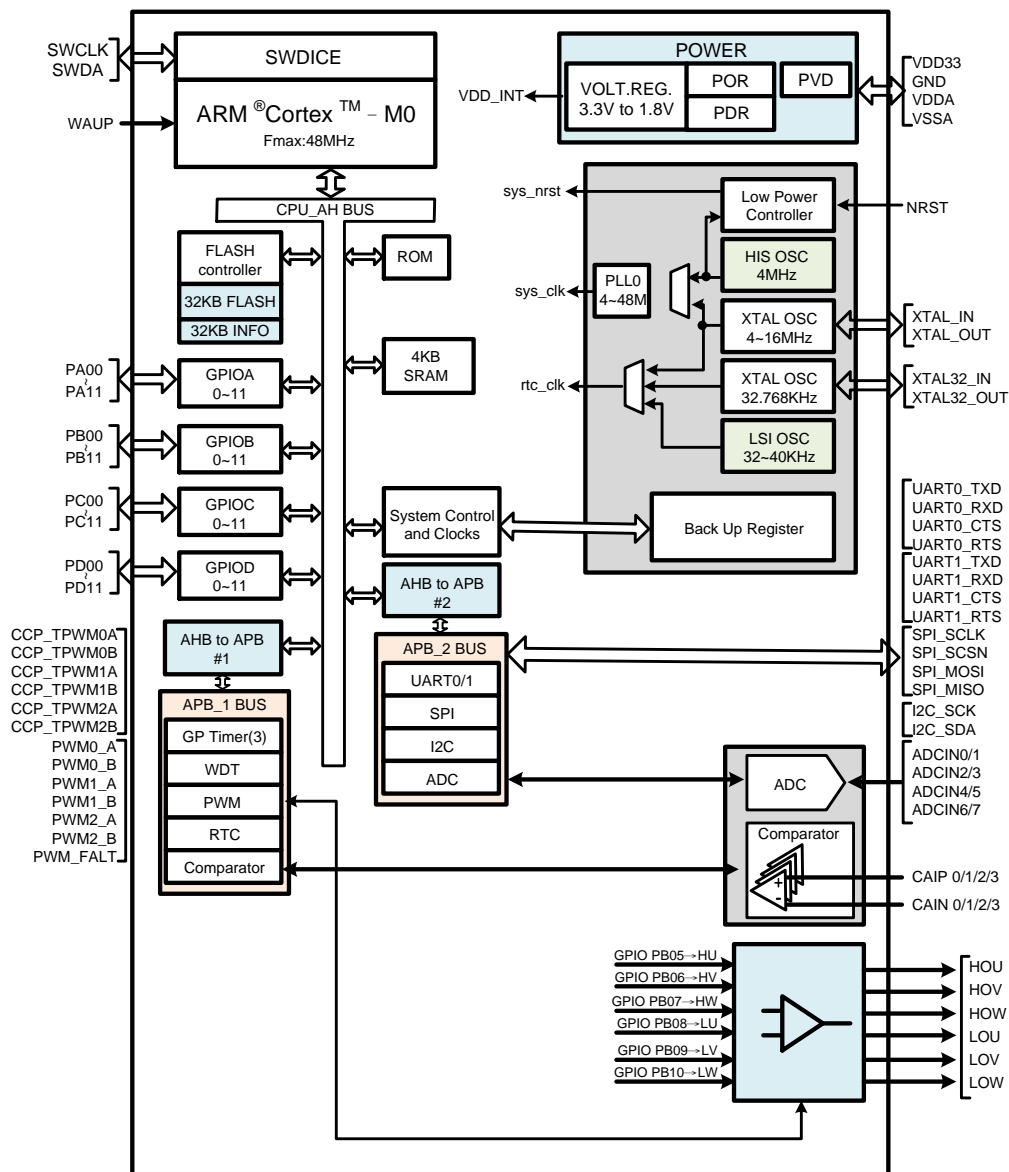 SWCLK
SWDA
WAUP
SWDICE
ARM ®Cortex ™ – M0
Fmax:48MHz
POWER
VOLT.REG.
3.3V to 1.8V
POR
PDR
PVD
VDD_INT
VDD33
GND
VDDA
VSSA
CPU_AH BUS
FLASH
controller
32KB FLASH
32KB INFO
ROM
4KB
SRAM
sys_nrst
sys_clk
rtc_clk
Low Power
Controller
NRST
HIS OSC
4MHz
PLL0
4~48M
XTAL OSC
4~16MHz
XTAL_IN
XTAL_OUT
XTAL OSC
32.768KHz
XTAL32_IN
XTAL32_OUT
LSI OSC
32~40KHz
Back Up Register
PA00
~
PA11
GPIOA
0~11
PB00
~
PB11
GPIOB
0~11
PC00
~
PC11
GPIOC
0~11
PD00
~
PD11
GPIOD
0~11
System Control
and Clocks
AHB to APB
#2
AHB to APB
#1
UART0_TXD
UART0_RXD
UART0_CTS
UART0_RTS
UART1_TXD
UART1_RXD
UART1_CTS
UART1_RTS
SPI_SCLK
SPI_SCSN
SPI_MOSI
SPI_MISO
I2C_SCK
I2C_SDA
ADCIN0/1
ADCIN2/3
ADCIN4/5
ADCIN6/7
CCP_TPWM0A
CCP_TPWM0B
CCP_TPWM1A
CCP_TPWM1B
CCP_TPWM2A
CCP_TPWM2B
PWM0_A
PWM0_B
PWM1_A
PWM1_B
PWM2_A
PWM2_B
PWM_FALT
APB_1 BUS
GP Timer(3)
WDT
PWM
RTC
Comparator
APB_2 BUS
UART0/1
SPI
I2C
ADC
ADC
Comparator
+
-
CAIP 0/1/2/3
CAIN 0/1/2/3
GPIO PB05→HU
GPIO PB06→HV
GPIO PB07→HW
GPIO PB08→LU
GPIO PB09→LV
GPIO PB10→LW
HOU
HOV
HOW
LOU
LOV
LOW